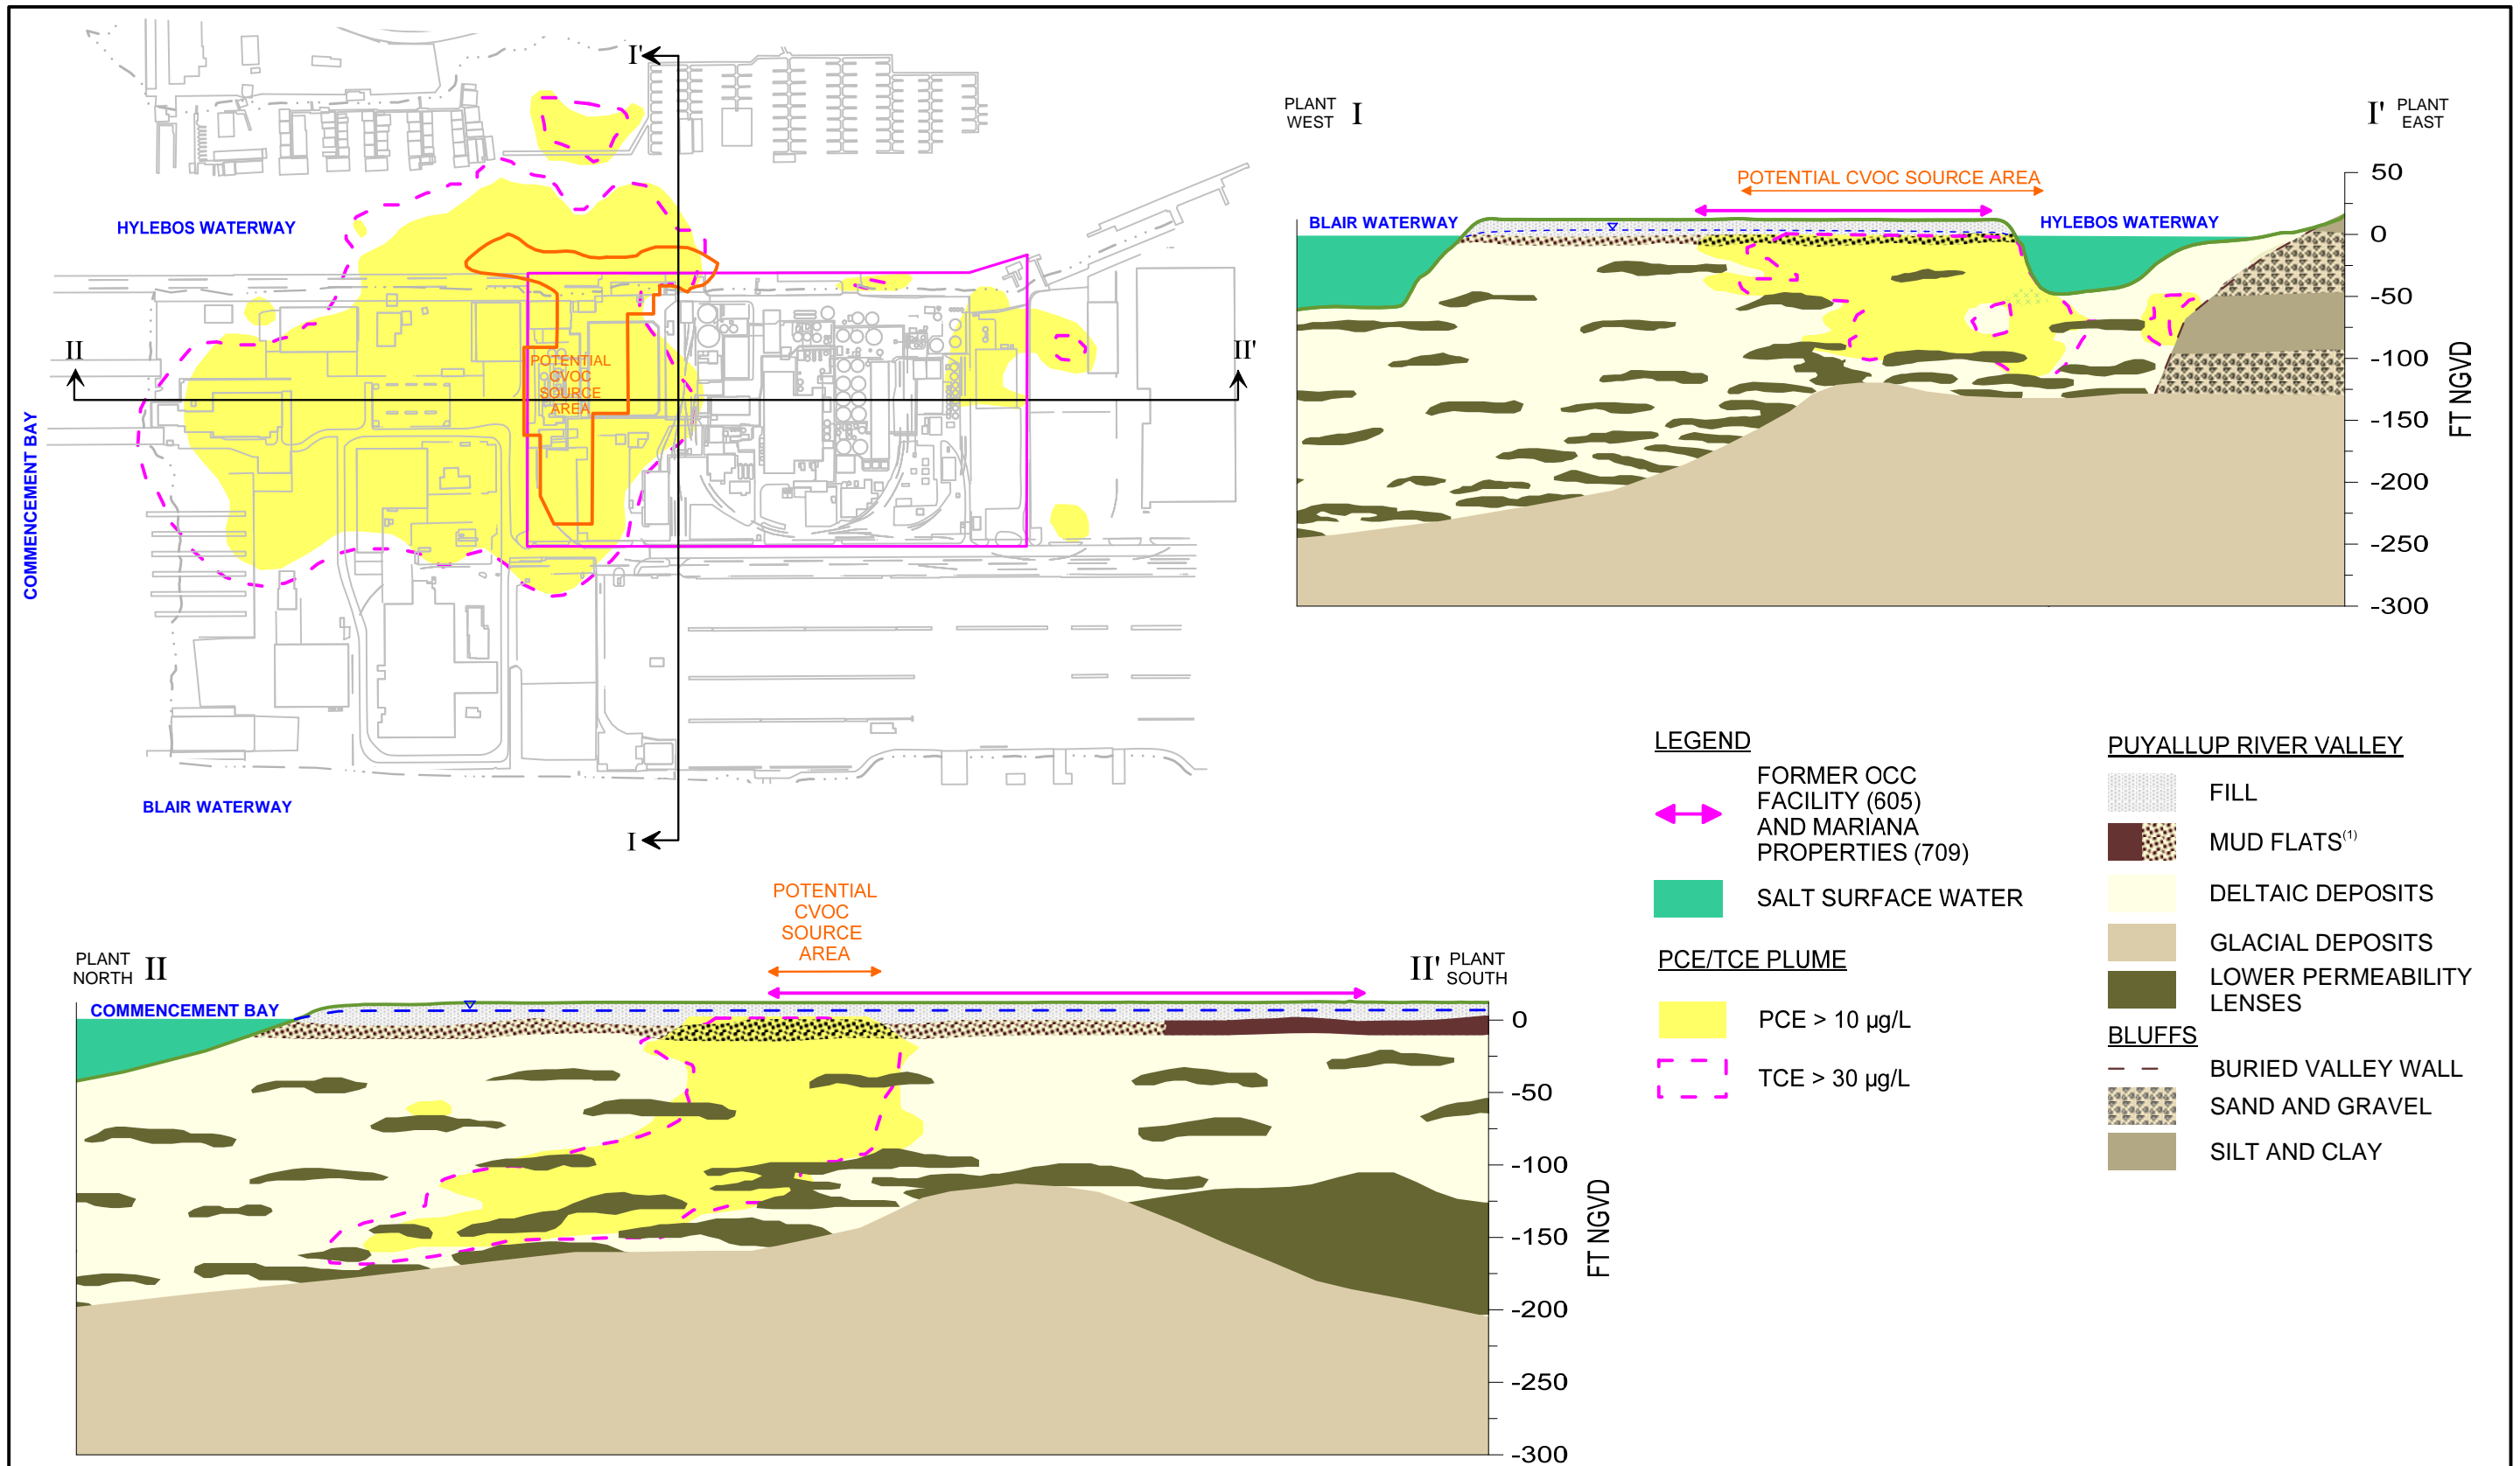 I'
HYLEBOS WATERWAY
II
II'
POTENTIAL
CVOC
SOURCE
AREA
COMMENCEMENT BAY
BLAIR WATERWAY
I
PLANT
WEST
I
I'
PLANT
EAST
POTENTIAL CVOC SOURCE AREA
BLAIR WATERWAY
HYLEBOS WATERWAY
50
0
-50
-100
-150
-200
-250
-300
FT NGVD
LEGEND
FORMER OCC
FACILITY (605)
AND MARIANA
PROPERTIES (709)
SALT SURFACE WATER
PCE/TCE PLUME
PCE > 10 µg/L
TCE > 30 µg/L
PUYALLUP RIVER VALLEY
FILL
MUD FLATS(1)
DELTAIC DEPOSITS
GLACIAL DEPOSITS
LOWER PERMEABILITY
LENSES
BLUFFS
BURIED VALLEY WALL
SAND AND GRAVEL
SILT AND CLAY
POTENTIAL
CVOC
SOURCE
AREA
PLANT
NORTH
II
II'
PLANT
SOUTH
COMMENCEMENT BAY
0
-50
-100
-150
-200
-250
-300
FT NGVD